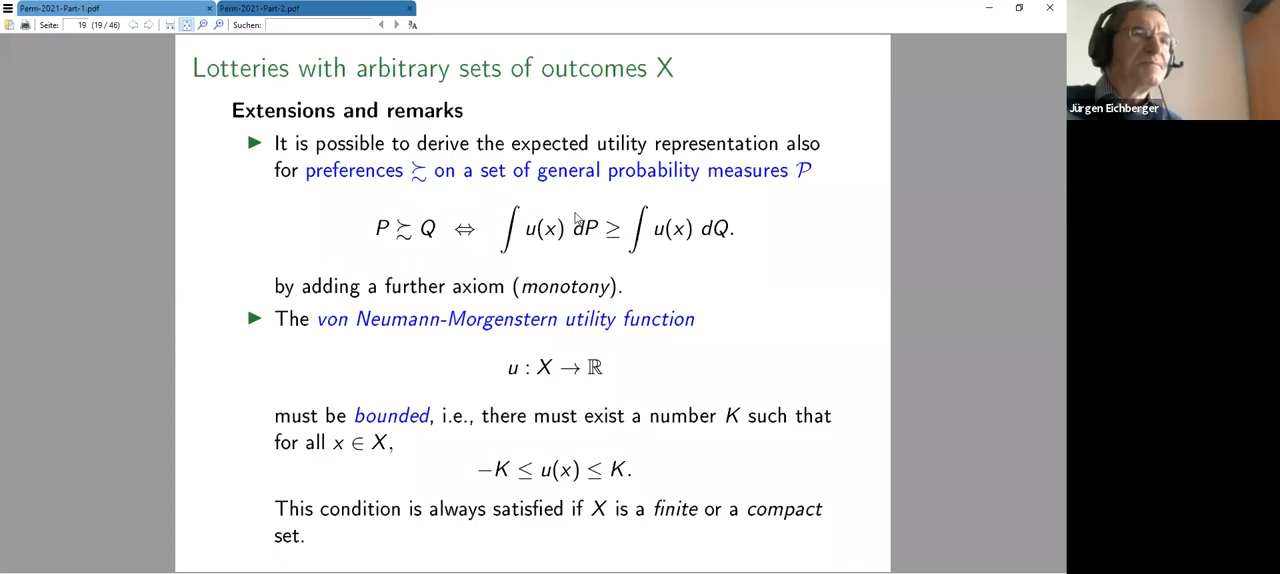 Perm-2021-Part-1.pdf × Perm-2021-Part-2.pdf ×
Seite: 19 (19 / 46) Suchen:
Jürgen Eichberger
Lotteries with arbitrary sets of outcomes X
Extensions and remarks
▶ It is possible to derive the expected utility representation also
for preferences ≿ on a set of general probability measures 𝒫
P ≿ Q ⇔ ∫ u(x) dP ≥ ∫ u(x) dQ.
by adding a further axiom (monotony).
▶ The von Neumann-Morgenstern utility function
u : X → ℝ
must be bounded, i.e., there must exist a number K such that
for all x ∈ X,
−K ≤ u(x) ≤ K.
This condition is always satisfied if X is a finite or a compact
set.